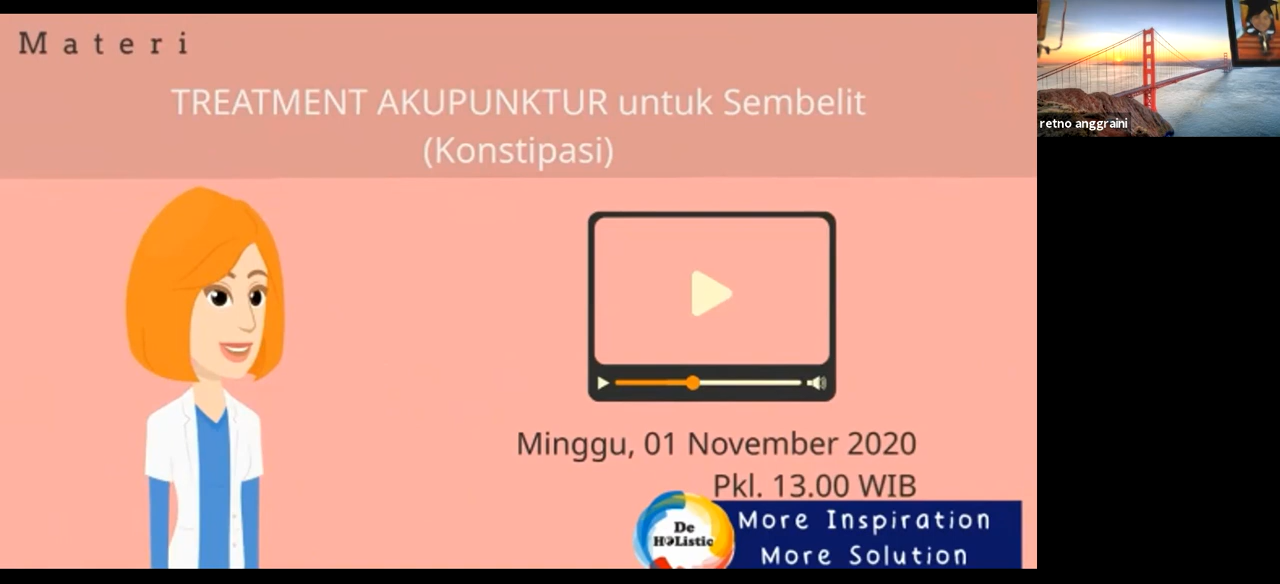 Materi
TREATMENT AKUPUNKTUR untuk Sembelit
(Konstipasi)
retno anggraini
Minggu, 01 November 2020
Pkl. 13.00 WIB
De
HOListic
More Inspiration
More Solution